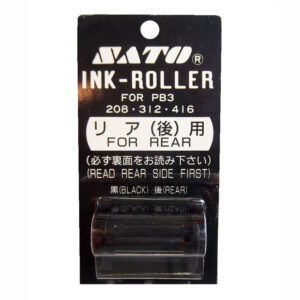 SATO®
INK-ROLLER
FOR PB3
208・312・416
リア(後)用
FOR REAR
(必ず裏面をお読み下さい)
(READ REAR SIDE FIRST)
黒(BLACK) 後(REAR)